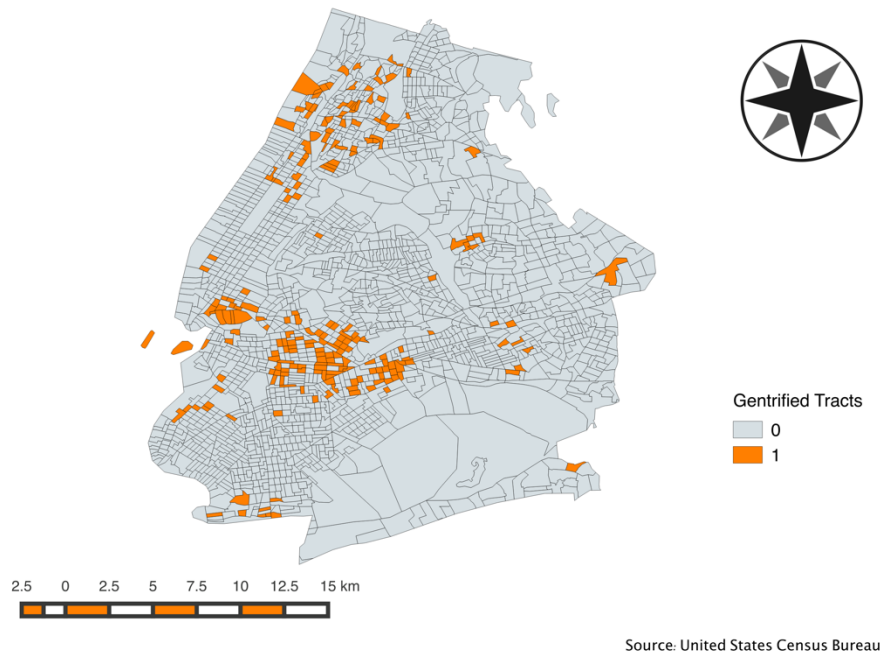 Gentrified Tracts
0
1
2.5 0 2.5 5 7.5 10 12.5 15 km
Source: United States Census Bureau